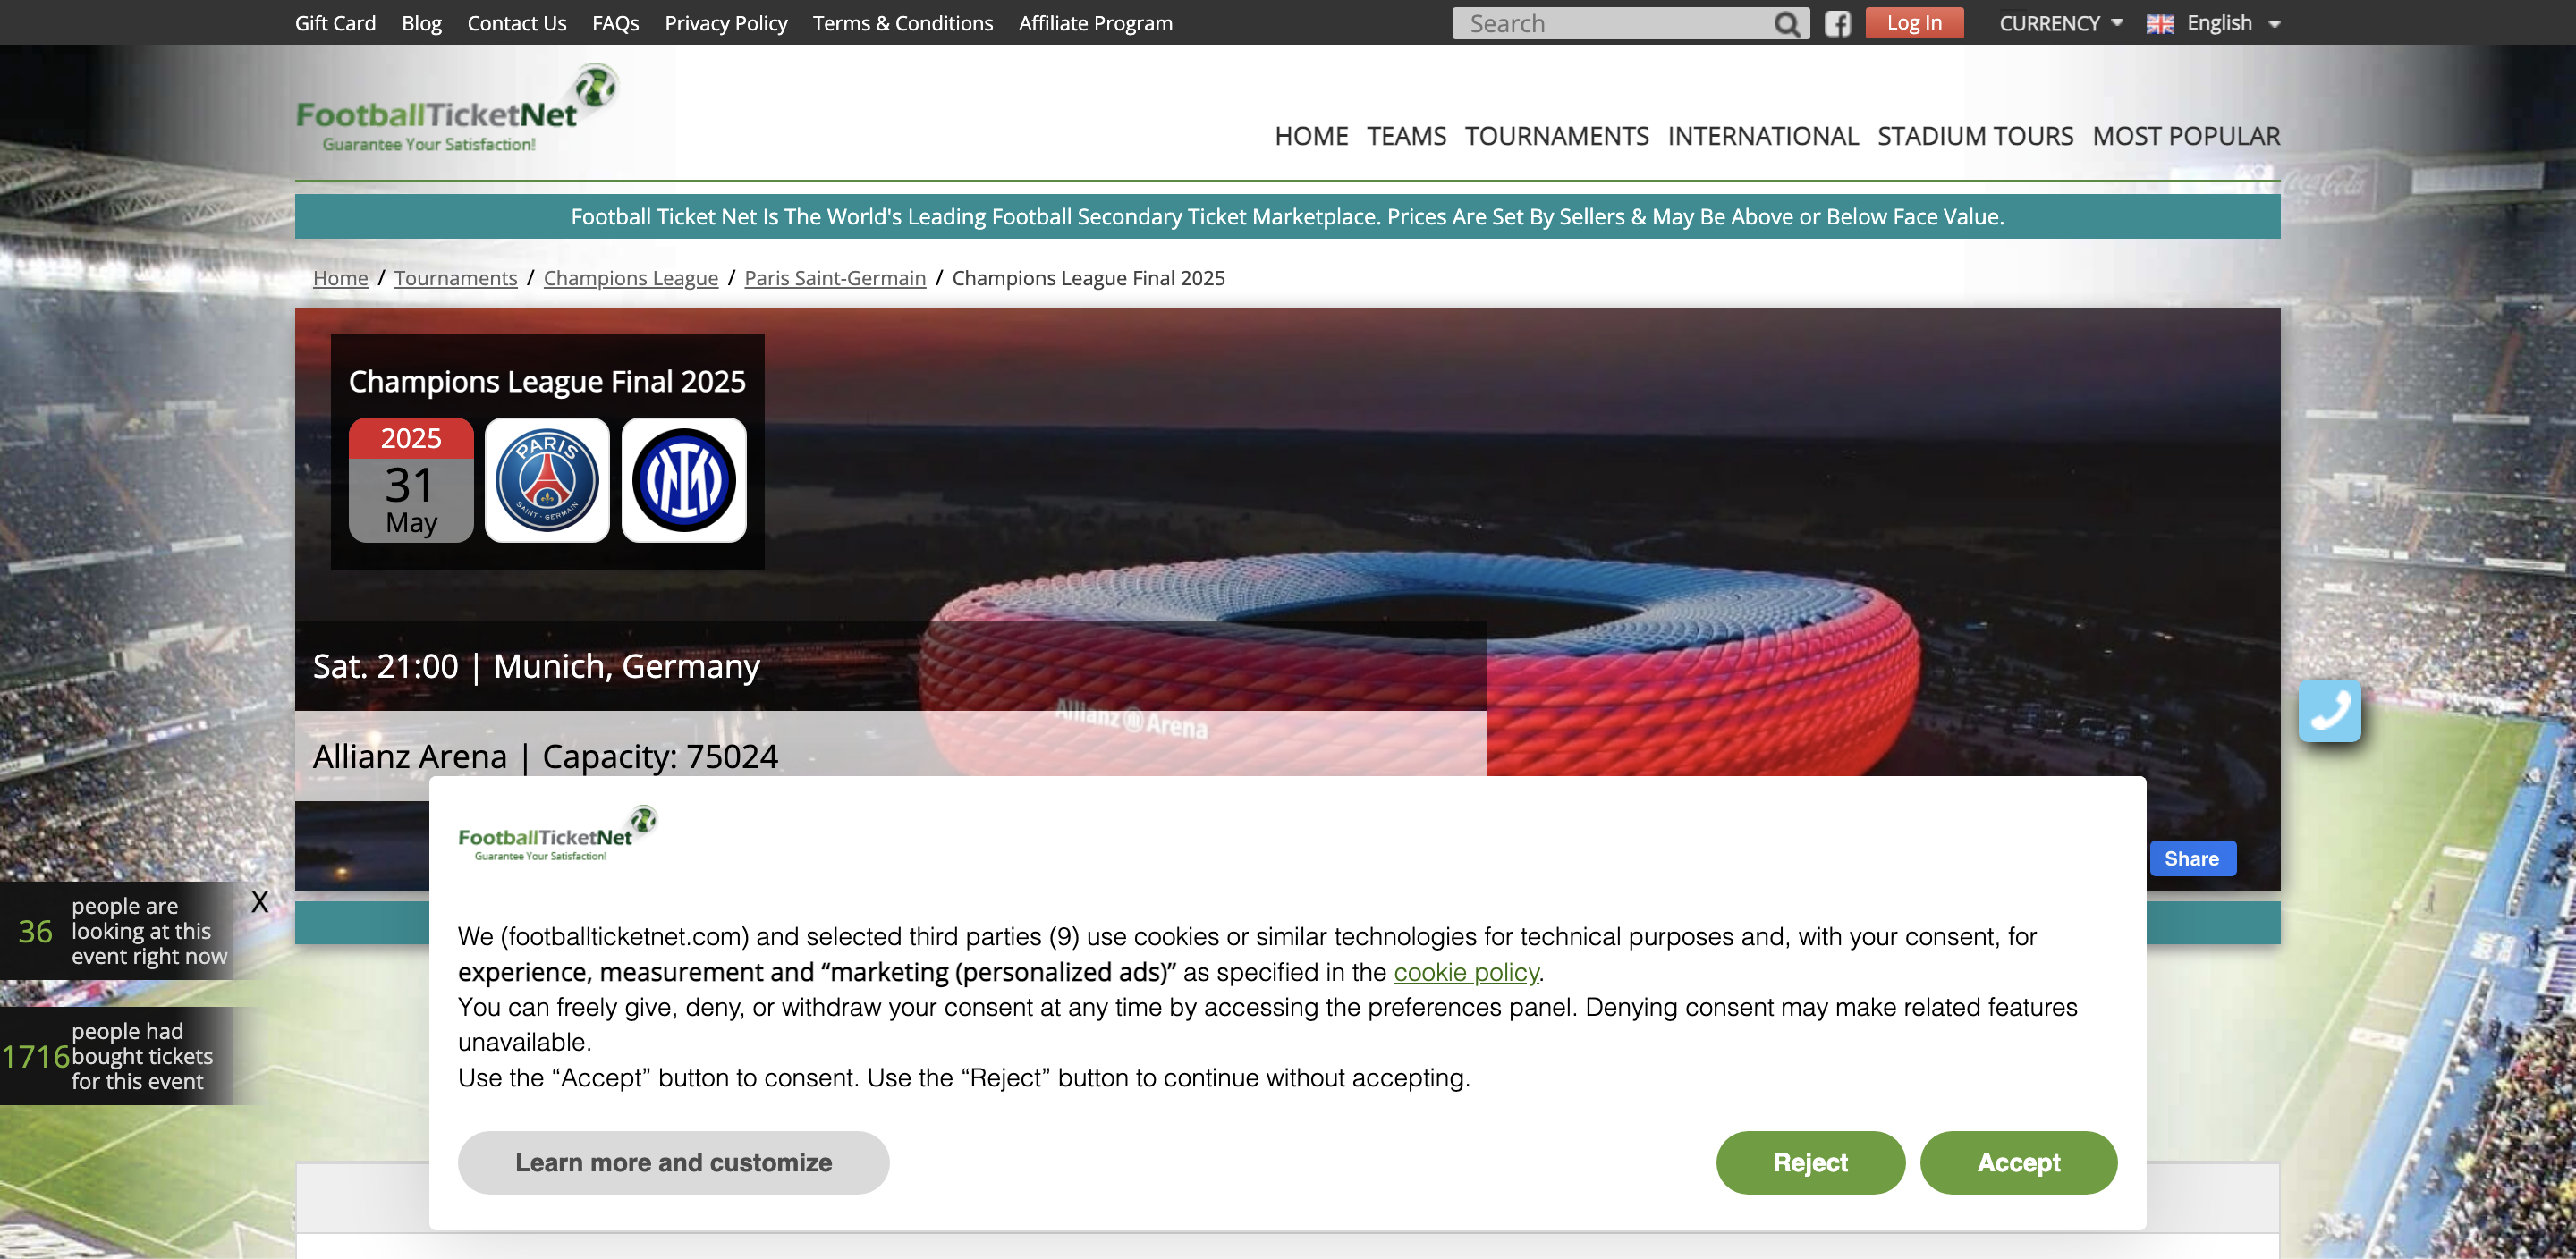 Gift Card Blog Contact Us FAQs Privacy Policy Terms & Conditions Affiliate Program Search Log In CURRENCY English
FootballTicketNet
Guarantee Your Satisfaction!
HOME TEAMS TOURNAMENTS INTERNATIONAL STADIUM TOURS MOST POPULAR
Coca-Cola
Football Ticket Net Is The World's Leading Football Secondary Ticket Marketplace. Prices Are Set By Sellers & May Be Above or Below Face Value.
Home / Tournaments / Champions League / Paris Saint-Germain / Champions League Final 2025
Champions League Final 2025
2025
31
May
PARIS
SAINT-GERMAIN
Sat. 21:00 | Munich, Germany
Allianz Arena
Allianz Arena | Capacity: 75024
FootballTicketNet
Guarantee Your Satisfaction!
Share
X
36
people are
looking at this
event right now
1716
people had
bought tickets
for this event
We (footballticketnet.com) and selected third parties (9) use cookies or similar technologies for technical purposes and, with your consent, for
experience, measurement and “marketing (personalized ads)” as specified in the cookie policy.
You can freely give, deny, or withdraw your consent at any time by accessing the preferences panel. Denying consent may make related features
unavailable.
Use the “Accept” button to consent. Use the “Reject” button to continue without accepting.
Learn more and customize Reject Accept